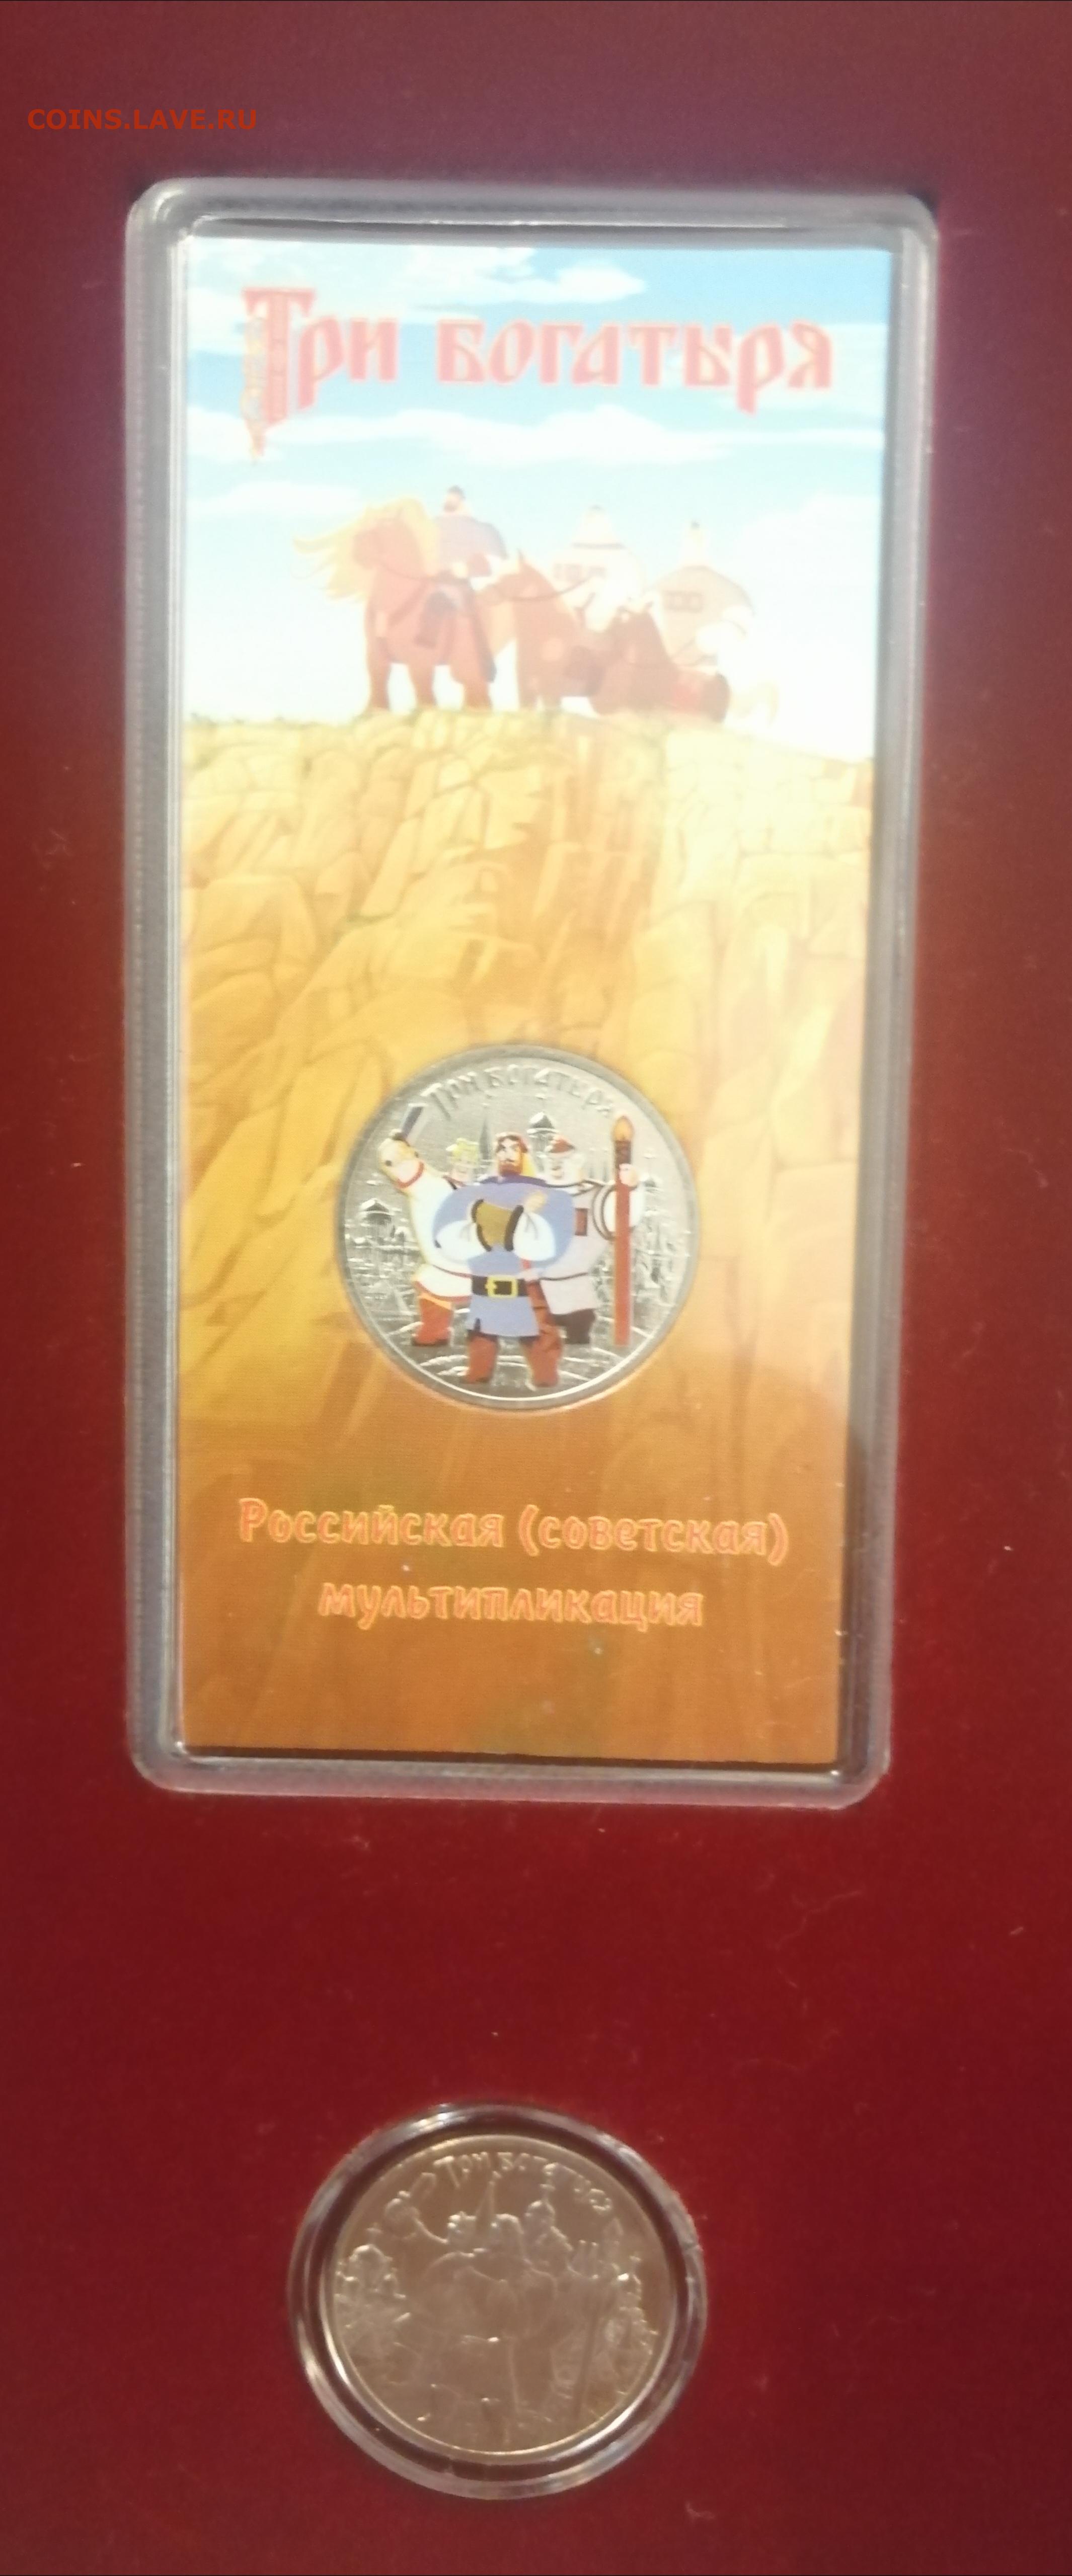 COINS.LAVE.RU
Три богатыря
Три богатыря
Российская (советская)
мультипликация
Три богатыря